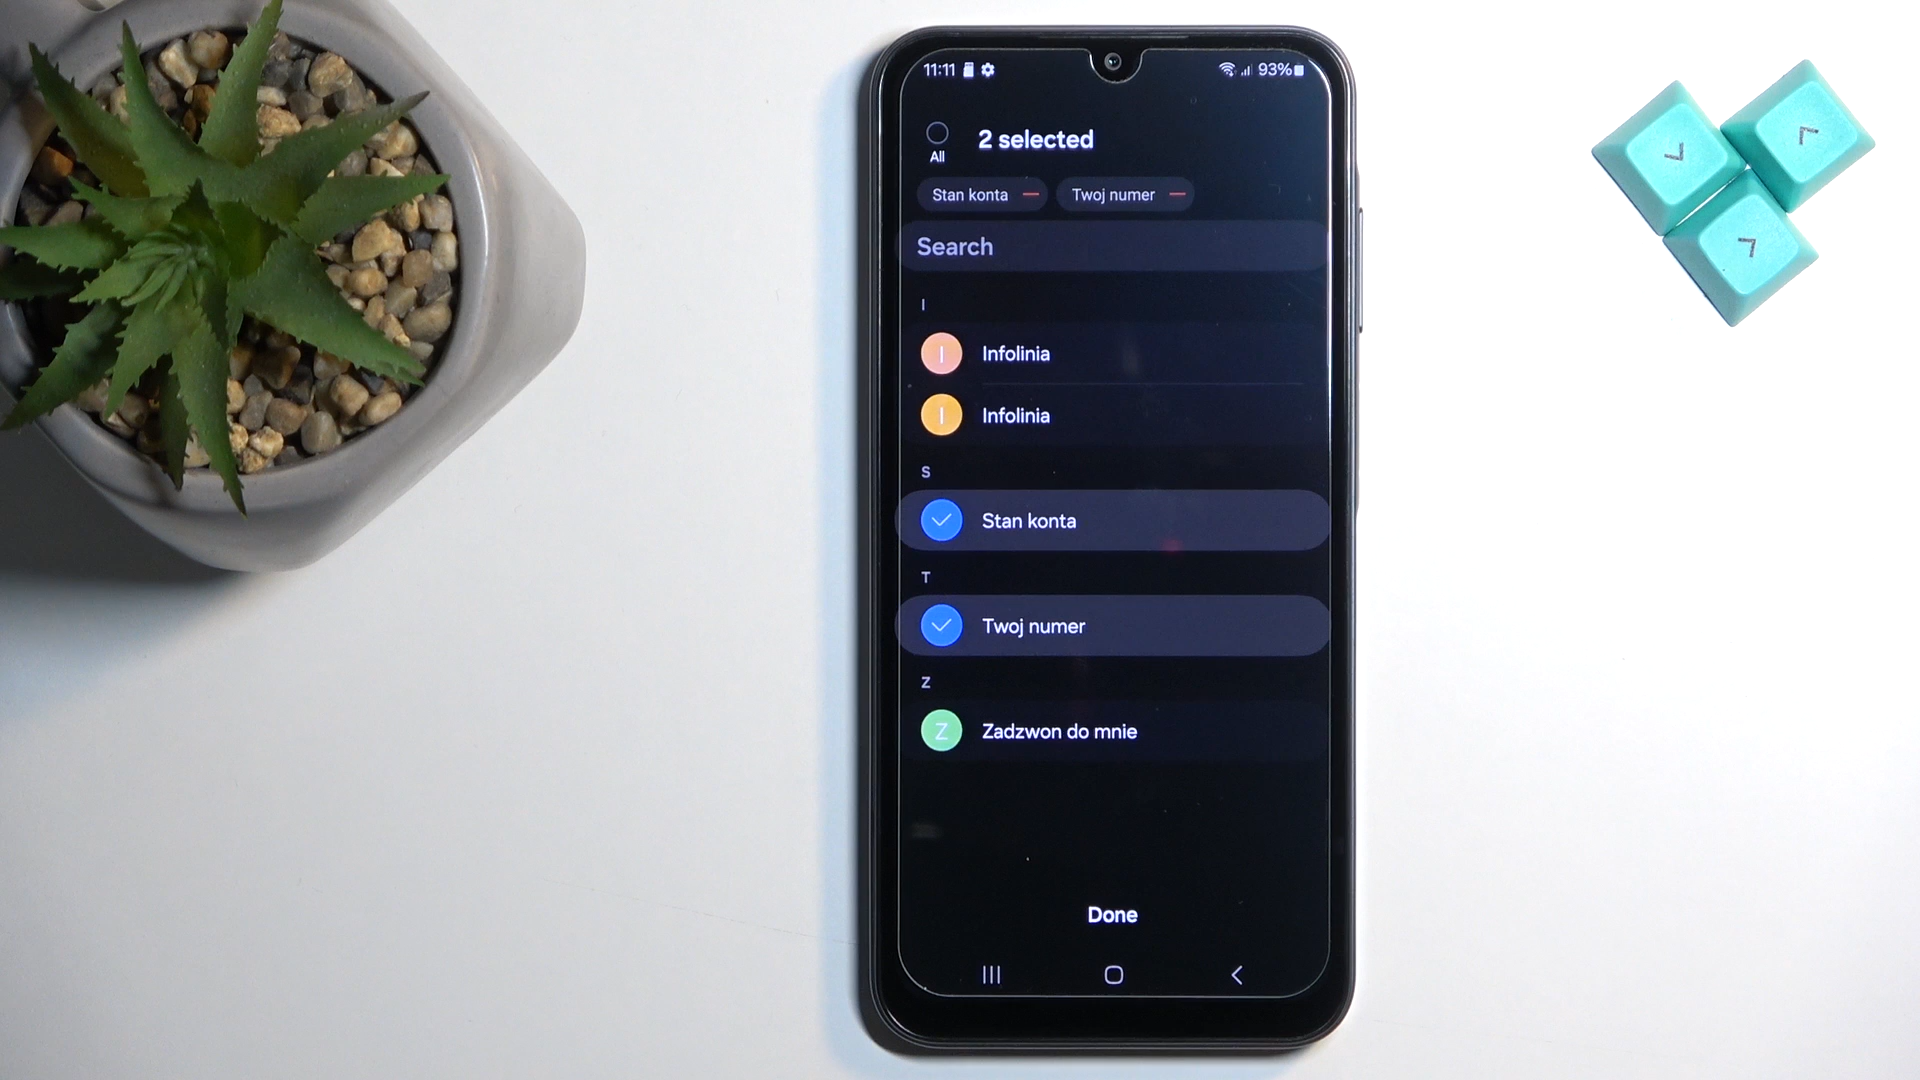 11:11 93%
All 2 selected
Stan konta Twoj numer
Search
I
I Infolinia
I Infolinia
S
Stan konta
T
Twoj numer
Z
Z Zadzwon do mnie
Done